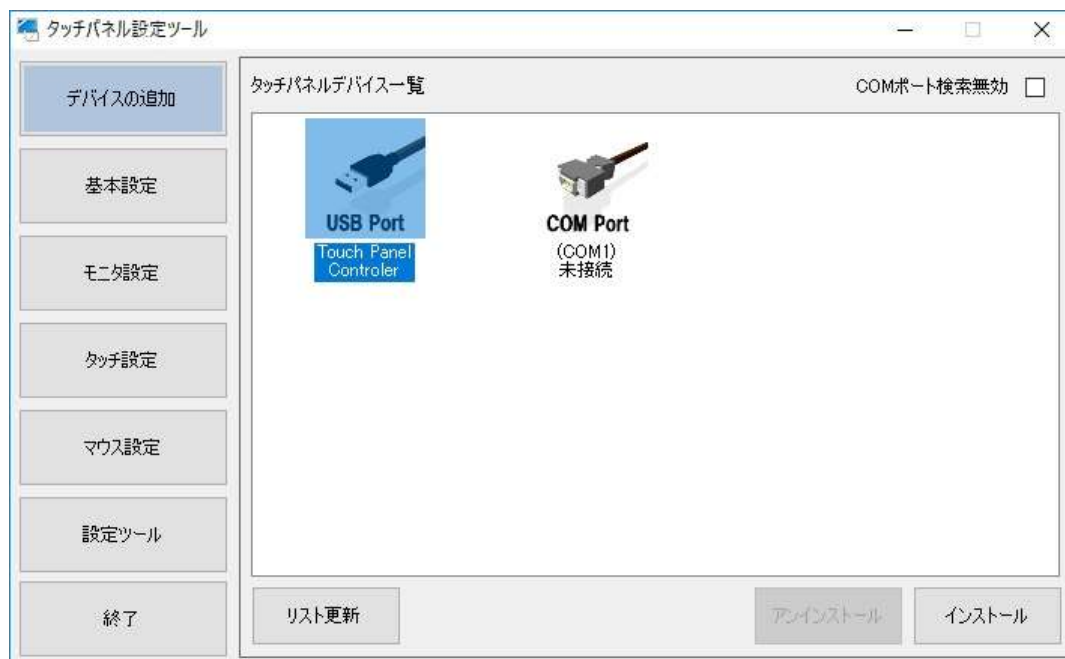 タッチパネル設定ツール
デバイスの追加
基本設定
モニタ設定
タッチ設定
マウス設定
設定ツール
終了
タッチパネルデバイス一覧
COMポート検索無効
USB Port
Touch Panel
Controler
COM Port
(COM1)
未接続
リスト更新
アンインストール
インストール